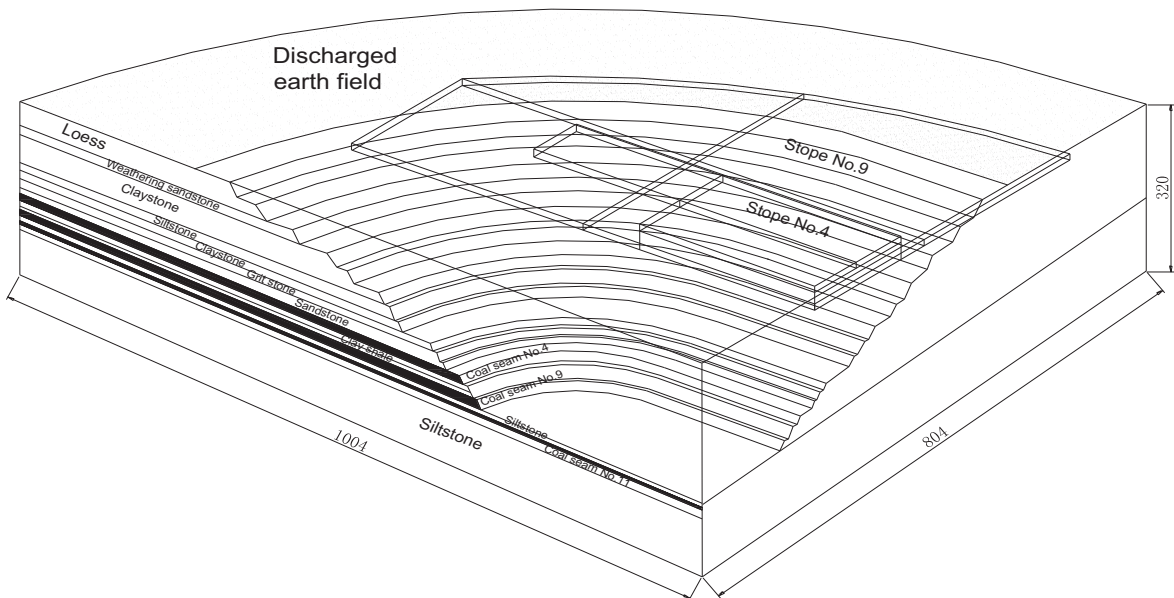 Discharged
earth field
Loess
Weathering sandstone
Claystone
Siltstone
Claystone
Grit stone
Sandstone
Clay shale
Coal seam No.4
Coal seam No.9
Siltstone
Coal seam No.11
Siltstone
Stope No.9
Stope No.4
320
1004
804